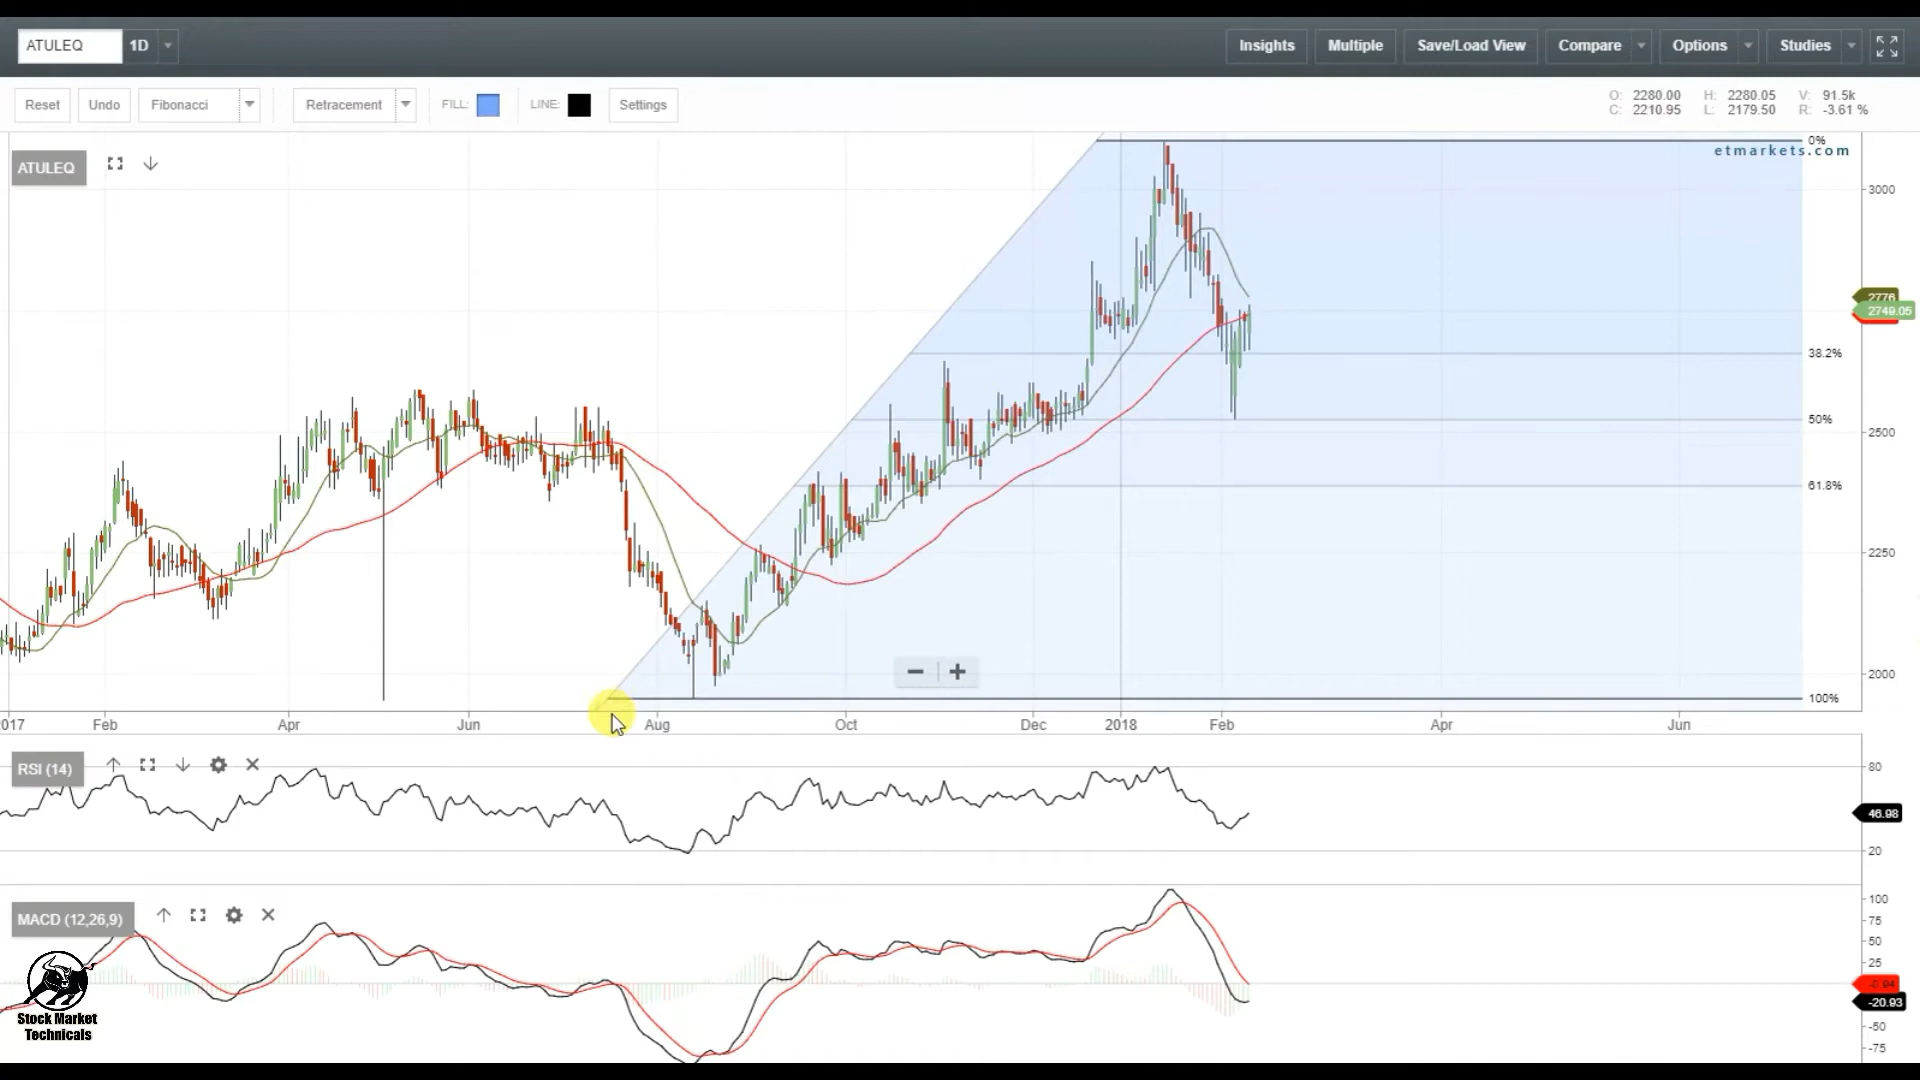 ATULEQ 1D Insights Multiple Save/Load View Compare Options Studies
Reset Undo Fibonacci Retracement FILL: LINE: Settings
O: 2280.00 H: 2280.05 V: 91.5k
C: 2210.95 L: 2179.50 R: -3.61 %
ATULEQ
0%
etmarkets.com
3000
2776
2749.05
38.2%
50%
2500
61.8%
2250
2000
100%
2017 Feb Apr Jun Aug Oct Dec 2018 Feb Apr Jun
RSI (14)
80
46.98
20
MACD (12,26,9)
100
75
50
25
-0.94
-20.93
-50
-75
Stock Market
Technicals